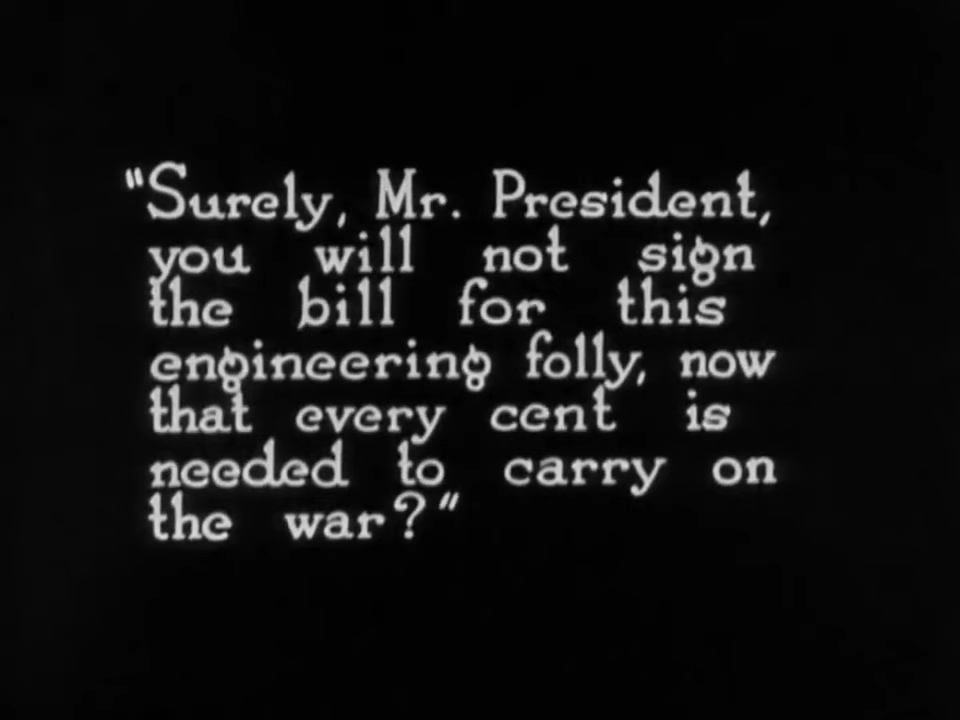 "Surely, Mr. President,
you will not sign
the bill for this
engineering folly, now
that every cent is
needed to carry on
the war?"